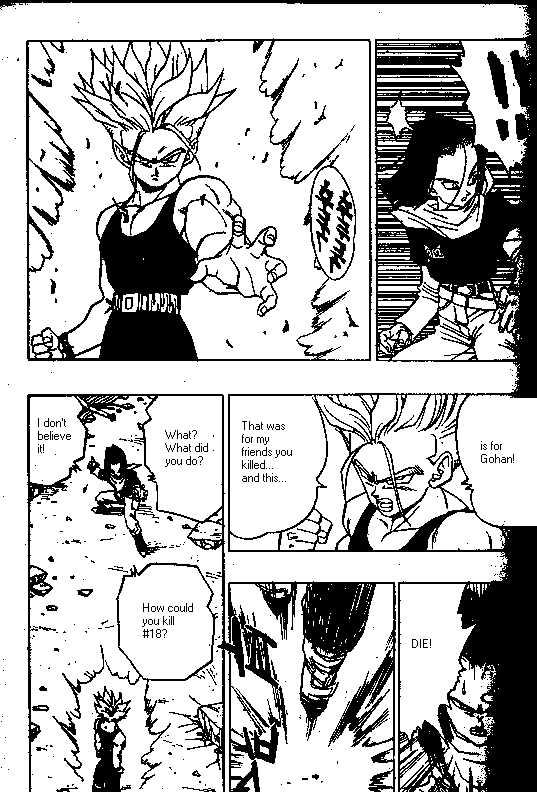 I don't
believe
it!
What?
What did
you do?
How could
you kill
#18?
That was
for my
friends you
killed...
and this...
is for
Gohan!
DIE!